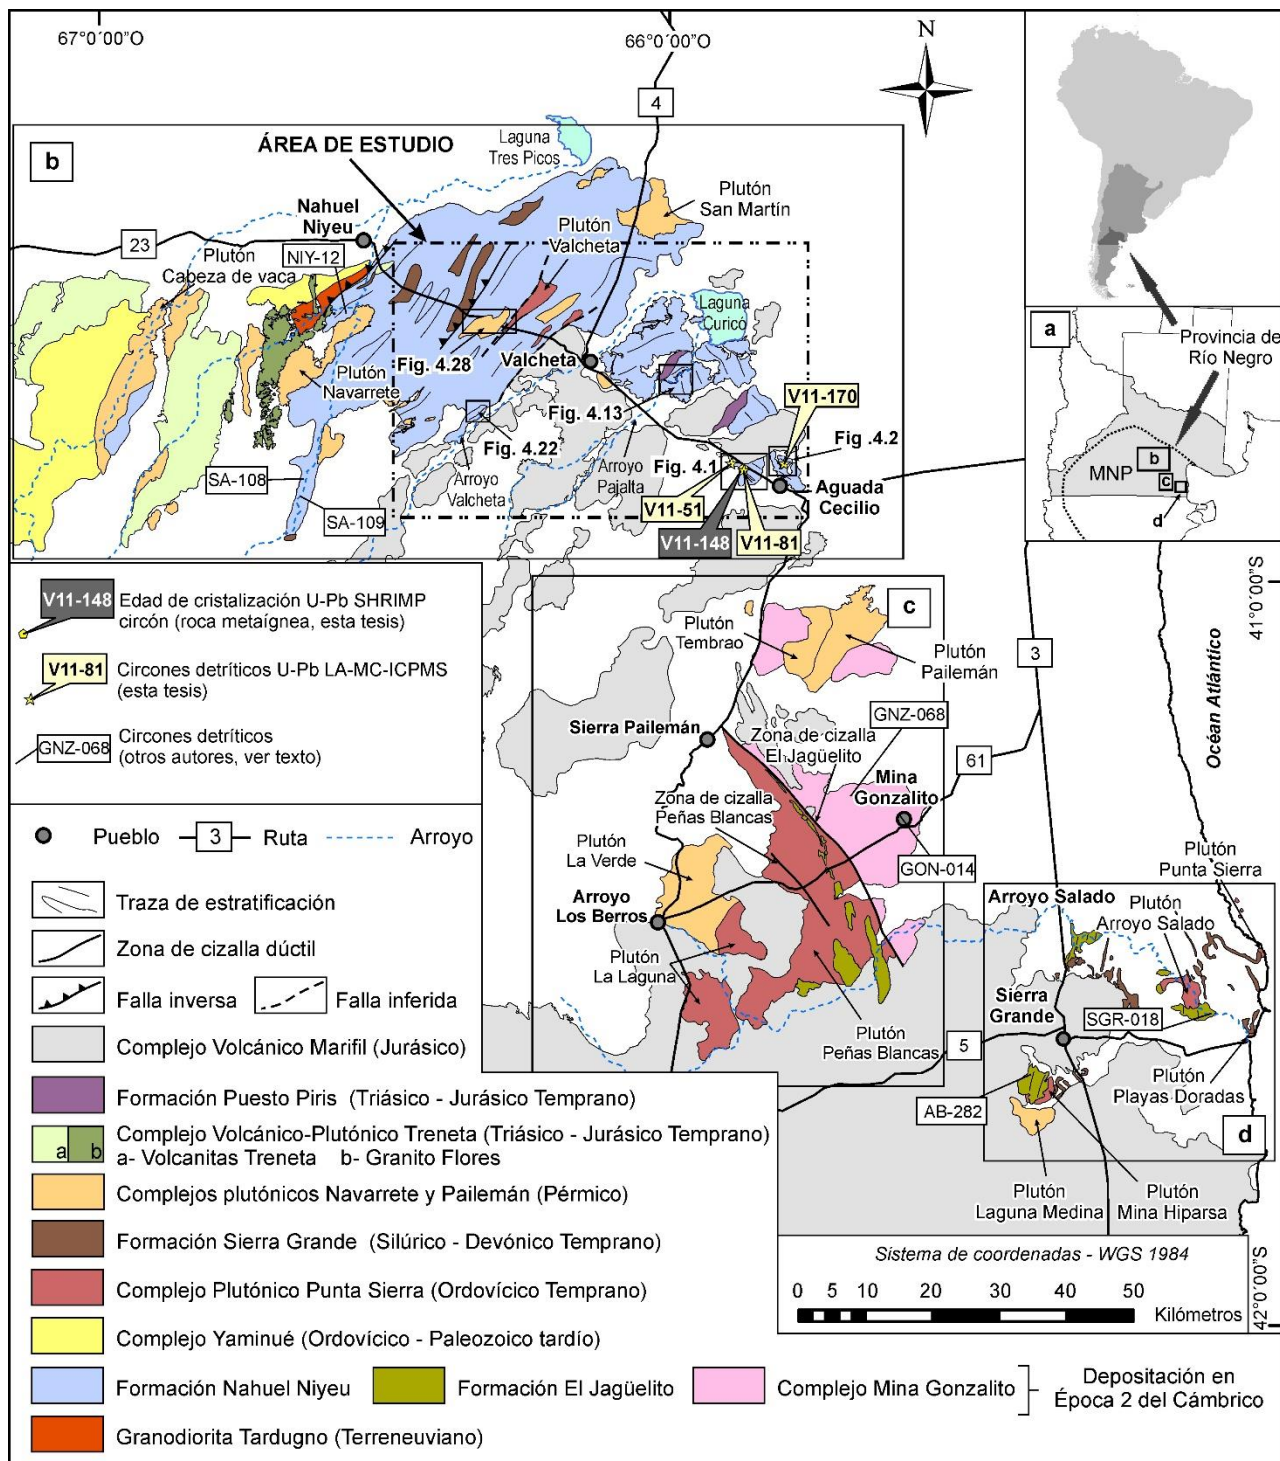 67°0'00"O
66°0'00"O
N
4
b
ÁREA DE ESTUDIO
Laguna
Tres Picos
Nahuel
Niyeu
23
NIY-12
Plutón
Capeza de vaca
Plutón
San Martín
Plutón
Valcheta
Laguna
Curicó
Valcheta
Fig. 4.28
Plutón
Navarrete
Fig. 4.13
Fig. 4.22
V11-170
Fig .4.2
Fig. 4.1
Arroyo
Valcheta
Arroyo
Pajalta
SA-108
SA-109
V11-51
V11-148
V11-81
Aguada
Cecilio
Provincia de
Río Negro
a
MNP
b
c
d
41°0'00"S
V11-148
Edad de cristalización U-Pb SHRIMP
circón (roca metaígnea, esta tesis)
V11-81
Circones detríticos U-Pb LA-MC-ICPMS
(esta tesis)
GNZ-068
Circones detríticos
(otros autores, ver texto)
c
Plutón
Tembrao
Plutón
Pailemán
3
Océan Atlántico
GNZ-068
Sierra Pailemán
Zona de cizalla
El Jagüelito
61
Mina
Gonzalito
Zona de cizalla
Peñas Blancas
Plutón
La Verde
GON-014
Arroyo
Los Berros
Plutón
La Laguna
Plutón
Peñas Blancas
Plutón
Punta Sierra
Arroyo Salado
Plutón
Arroyo Salado
Sierra
Grande
SGR-018
5
AB-282
Plutón
Playas Doradas
d
Plutón
Laguna Medina
Plutón
Mina Hiparsa
Pueblo
3
Ruta
Arroyo
Traza de estratificación
Zona de cizalla dúctil
Falla inversa
Falla inferida
Complejo Volcánico Marifil (Jurásico)
Formación Puesto Piris (Triásico - Jurásico Temprano)
a
b
Complejo Volcánico-Plutónico Treneta (Triásico - Jurásico Temprano)
a- Volcanitas Treneta b- Granito Flores
Complejos plutónicos Navarrete y Pailemán (Pérmico)
Formación Sierra Grande (Silúrico - Devónico Temprano)
Complejo Plutónico Punta Sierra (Ordovícico Temprano)
Complejo Yaminué (Ordovícico - Paleozoico tardío)
Formación Nahuel Niyeu
Formación El Jagüelito
Complejo Mina Gonzalito
Depositación en
Época 2 del Cámbrico
Granodiorita Tardugno (Terreneuviano)
Sistema de coordenadas - WGS 1984
0 5 10 20 30 40 50
Kilómetros
42°0'00"S